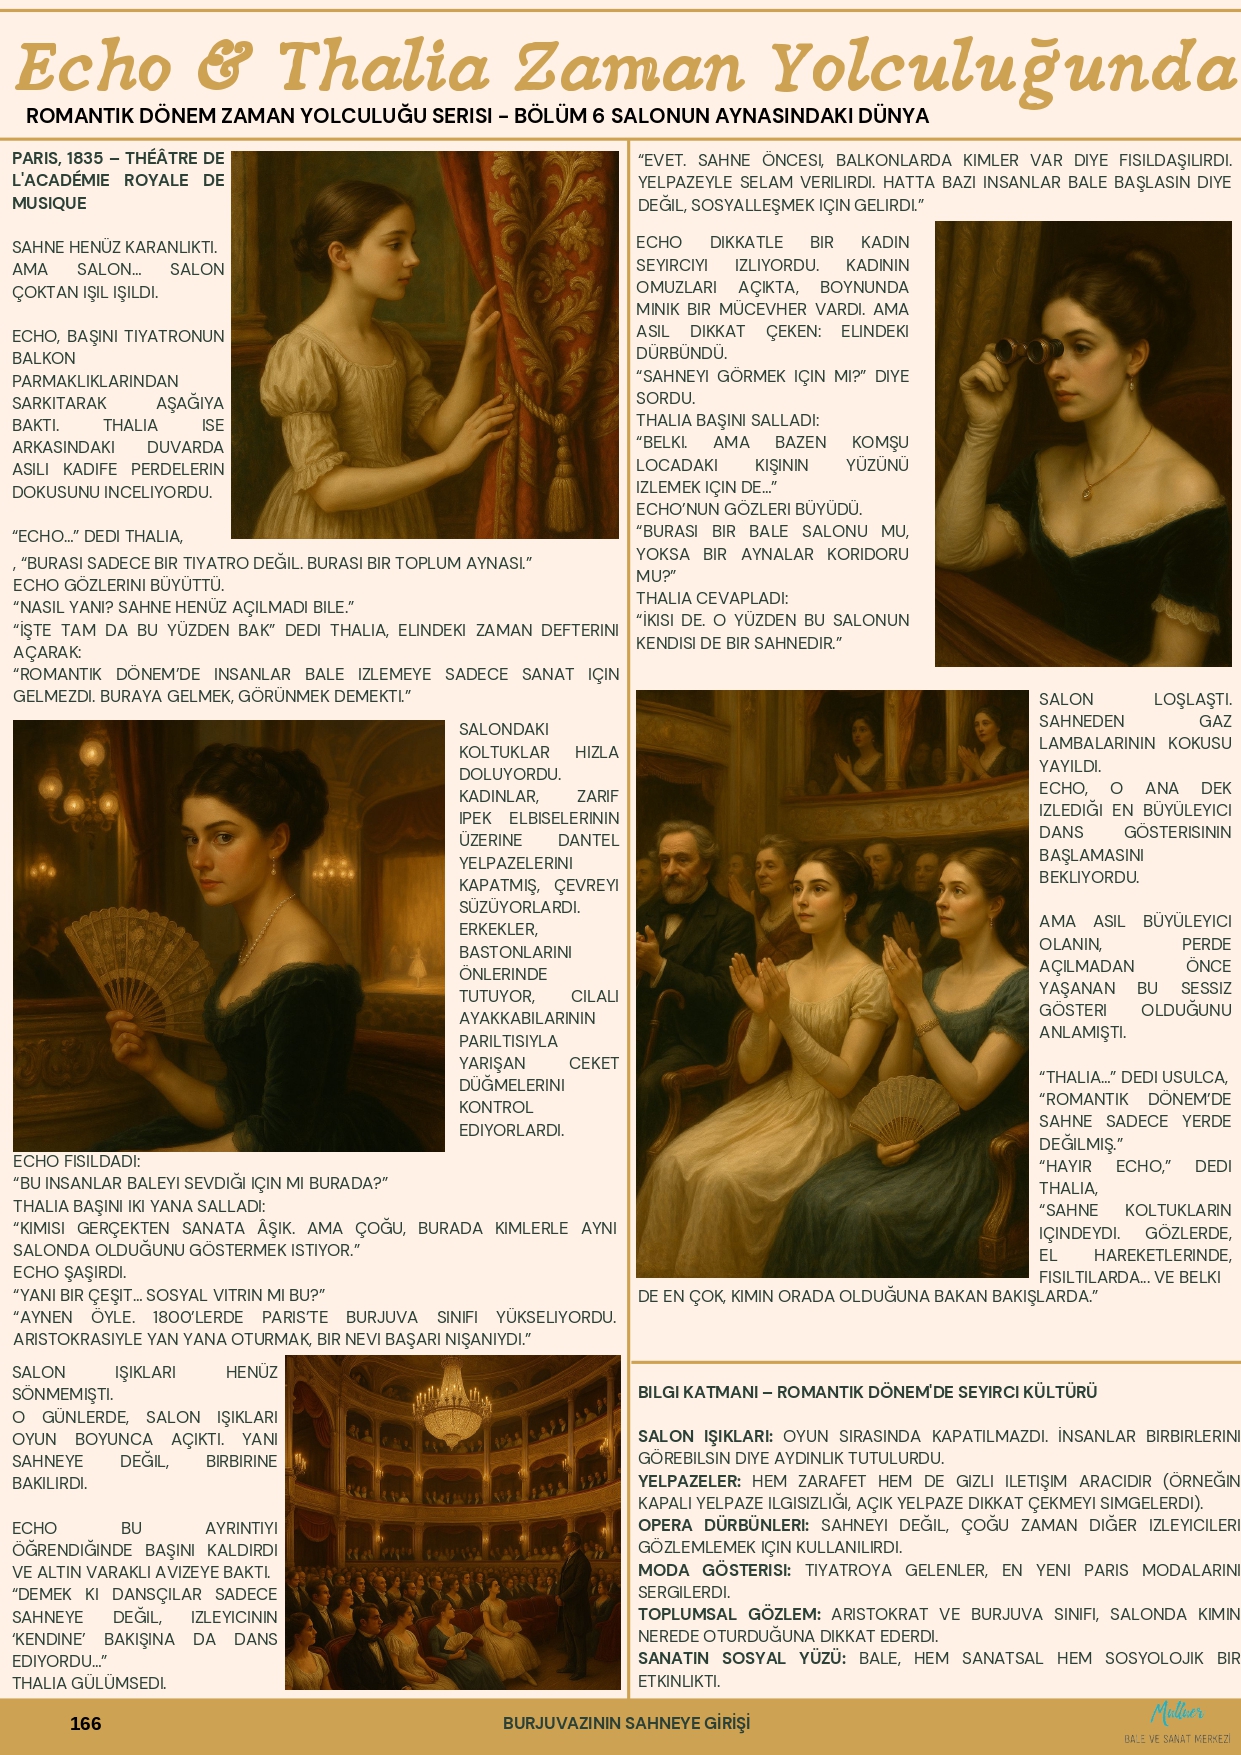 Echo & Thalia Zaman Yolculuğunda
ROMANTIK DÖNEM ZAMAN YOLCULUĞU SERISI - BÖLÜM 6 SALONUN AYNASINDAKI DÜNYA
PARIS, 1835 – THÉÂTRE DE
L'ACADÉMIE ROYALE DE
MUSIQUE
SAHNE HENÜZ KARANLIKTI.
AMA SALON… SALON
ÇOKTAN IŞIL IŞILDI.
ECHO, BAŞINI TIYATRONUN
BALKON
PARMAKLIKLARINDAN
SARKITARAK AŞAĞIYA
BAKTI. THALIA ISE
ARKASINDAKI DUVARDA
ASILI KADIFE PERDELERIN
DOKUSUNU INCELIYORDU.
“ECHO…” DEDI THALIA,
, “BURASI SADECE BIR TIYATRO DEĞIL. BURASI BIR TOPLUM AYNASI.”
ECHO GÖZLERINI BÜYÜTTÜ.
“NASIL YANI? SAHNE HENÜZ AÇILMADI BILE.”
“İŞTE TAM DA BU YÜZDEN BAK” DEDI THALIA, ELINDEKI ZAMAN DEFTERINI
AÇARAK:
“ROMANTIK DÖNEM’DE INSANLAR BALE IZLEMEYE SADECE SANAT IÇIN
GELMEZDI. BURAYA GELMEK, GÖRÜNMEK DEMEKTI.”
SALONDAKI
KOLTUKLAR HIZLA
DOLUYORDU.
KADINLAR, ZARIF
IPEK ELBISELERININ
ÜZERINE DANTEL
YELPAZELERINI
KAPATMIŞ, ÇEVREYI
SÜZÜYORLARDI.
ERKEKLER,
BASTONLARINI
ÖNLERINDE
TUTUYOR, CILALI
AYAKKABILARININ
PARILTISIYLA
YARIŞAN CEKET
DÜĞMELERINI
KONTROL
EDIYORLARDI.
ECHO FISILDADI:
“BU INSANLAR BALEYI SEVDIĞI IÇIN MI BURADA?”
THALIA BAŞINI IKI YANA SALLADI:
“KIMISI GERÇEKTEN SANATA ÂŞIK. AMA ÇOĞU, BURADA KIMLERLE AYNI
SALONDA OLDUĞUNU GÖSTERMEK ISTIYOR.”
ECHO ŞAŞIRDI.
“YANI BIR ÇEŞIT… SOSYAL VITRIN MI BU?”
“AYNEN ÖYLE. 1800’LERDE PARIS’TE BURJUVA SINIFI YÜKSELIYORDU.
ARISTOKRASIYLE YAN YANA OTURMAK, BIR NEVI BAŞARI NIŞANIYDI.”
SALON IŞIKLARI HENÜZ
SÖNMEMIŞTI.
O GÜNLERDE, SALON IŞIKLARI
OYUN BOYUNCA AÇIKTI. YANI
SAHNEYE DEĞIL, BIRBIRINE
BAKILIRDI.
ECHO BU AYRINTIYI
ÖĞRENDIĞINDE BAŞINI KALDIRDI
VE ALTIN VARAKLI AVIZEYE BAKTI.
“DEMEK KI DANSÇILAR SADECE
SAHNEYE DEĞIL, IZLEYICININ
‘KENDINE’ BAKIŞINA DA DANS
EDIYORDU…”
THALIA GÜLÜMSEDI.
“EVET. SAHNE ÖNCESI, BALKONLARDA KIMLER VAR DIYE FISILDAŞILIRDI.
YELPAZEYLE SELAM VERILIRDI. HATTA BAZI INSANLAR BALE BAŞLASIN DIYE
DEĞIL, SOSYALLEŞMEK IÇIN GELIRDI.”
ECHO DIKKATLE BIR KADIN
SEYIRCIYI IZLIYORDU. KADININ
OMUZLARI AÇIKTA, BOYNUNDA
MINIK BIR MÜCEVHER VARDI. AMA
ASIL DIKKAT ÇEKEN: ELINDEKI
DÜRBÜNDÜ.
“SAHNEYI GÖRMEK IÇIN MI?” DIYE
SORDU.
THALIA BAŞINI SALLADI:
“BELKI. AMA BAZEN KOMŞU
LOCADAKI KIŞININ YÜZÜNÜ
IZLEMEK IÇIN DE…”
ECHO’NUN GÖZLERI BÜYÜDÜ.
“BURASI BIR BALE SALONU MU,
YOKSA BIR AYNALAR KORIDORU
MU?”
THALIA CEVAPLADI:
“İKISI DE. O YÜZDEN BU SALONUN
KENDISI DE BIR SAHNEDIR.”
SALON LOŞLAŞTI.
SAHNEDEN GAZ
LAMBALARININ KOKUSU
YAYILDI.
ECHO, O ANA DEK
IZLEDIĞI EN BÜYÜLEYICI
DANS GÖSTERISININ
BAŞLAMASINI
BEKLIYORDU.
AMA ASIL BÜYÜLEYICI
OLANIN, PERDE
AÇILMADAN ÖNCE
YAŞANAN BU SESSIZ
GÖSTERI OLDUĞUNU
ANLAMIŞTI.
“THALIA…” DEDI USULCA,
“ROMANTIK DÖNEM’DE
SAHNE SADECE YERDE
DEĞILMIŞ.”
“HAYIR ECHO,” DEDI
THALIA,
“SAHNE KOLTUKLARIN
IÇINDEYDI. GÖZLERDE,
EL HAREKETLERINDE,
FISILTILARDA… VE BELKI
DE EN ÇOK, KIMIN ORADA OLDUĞUNA BAKAN BAKIŞLARDA.”
BILGI KATMANI – ROMANTIK DÖNEM'DE SEYIRCI KÜLTÜRÜ
SALON IŞIKLARI: OYUN SIRASINDA KAPATILMAZDI. İNSANLAR BIRBIRLERINI
GÖREBILSIN DIYE AYDINLIK TUTULURDU.
YELPAZELER: HEM ZARAFET HEM DE GIZLI ILETIŞIM ARACIDIR (ÖRNEĞIN
KAPALI YELPAZE ILGISIZLIĞI, AÇIK YELPAZE DIKKAT ÇEKMEYI SIMGELERDI).
OPERA DÜRBÜNLERI: SAHNEYI DEĞIL, ÇOĞU ZAMAN DIĞER IZLEYICILERI
GÖZLEMLEMEK IÇIN KULLANILIRDI.
MODA GÖSTERISI: TIYATROYA GELENLER, EN YENI PARIS MODALARINI
SERGILERDI.
TOPLUMSAL GÖZLEM: ARISTOKRAT VE BURJUVA SINIFI, SALONDA KIMIN
NEREDE OTURDUĞUNA DIKKAT EDERDI.
SANATIN SOSYAL YÜZÜ: BALE, HEM SANATSAL HEM SOSYOLOJIK BIR
ETKINLIKTI.
166
BURJUVAZININ SAHNEYE GİRİŞİ
BALE VE SANAT MERKEZİ